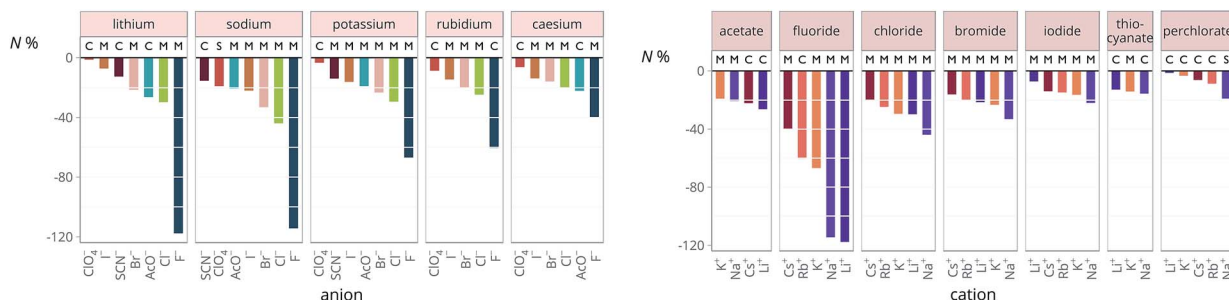 lithium sodium potassium rubidium caesium
N %
C M C M C M M
C S M M M M M
C M M M M M M
C M M M C
C M M M C M
0
-40
-80
-120
ClO₄⁻ I⁻ SCN⁻ Br⁻ AcO⁻ Cl⁻ F⁻
SCN⁻ ClO₄⁻ AcO⁻ I⁻ Br⁻ Cl⁻ F⁻
ClO₄⁻ SCN⁻ I⁻ AcO⁻ Br⁻ Cl⁻ F⁻
ClO₄⁻ I⁻ Br⁻ Cl⁻ F⁻
ClO₄⁻ I⁻ Br⁻ Cl⁻ AcO⁻ F⁻
anion
acetate fluoride chloride bromide iodide thio-
cyanate perchlorate
N %
M M C C
M C M M M
M C M M M
M M M M M
M M M M M
C M C
C C C C S
0
-40
-80
-120
K⁺ Na⁺ Cs⁺ Li⁺
Cs⁺ Rb⁺ K⁺ Na⁺ Li⁺
Cs⁺ Rb⁺ K⁺ Li⁺ Na⁺
Cs⁺ Rb⁺ Li⁺ K⁺ Na⁺
Li⁺ Cs⁺ Rb⁺ K⁺ Na⁺
Li⁺ K⁺ Na⁺
Li⁺ K⁺ Cs⁺ Rb⁺ Na⁺
cation